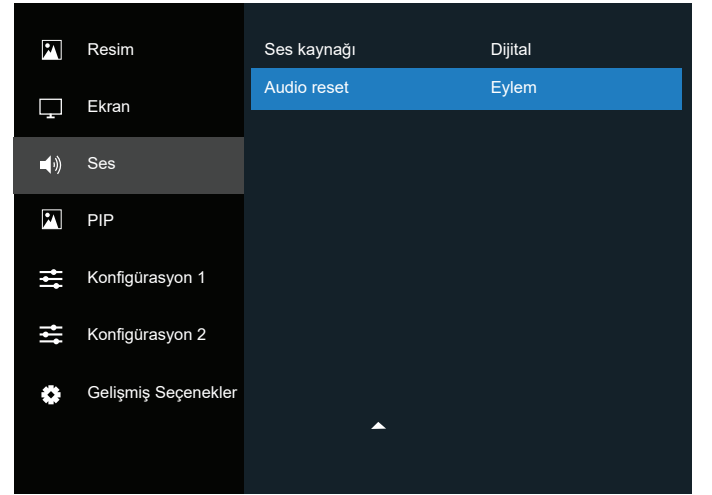 Resim
Ekran
Ses
PIP
Konfigürasyon 1
Konfigürasyon 2
Gelişmiş Seçenekler
Ses kaynağı Dijital
Audio reset Eylem